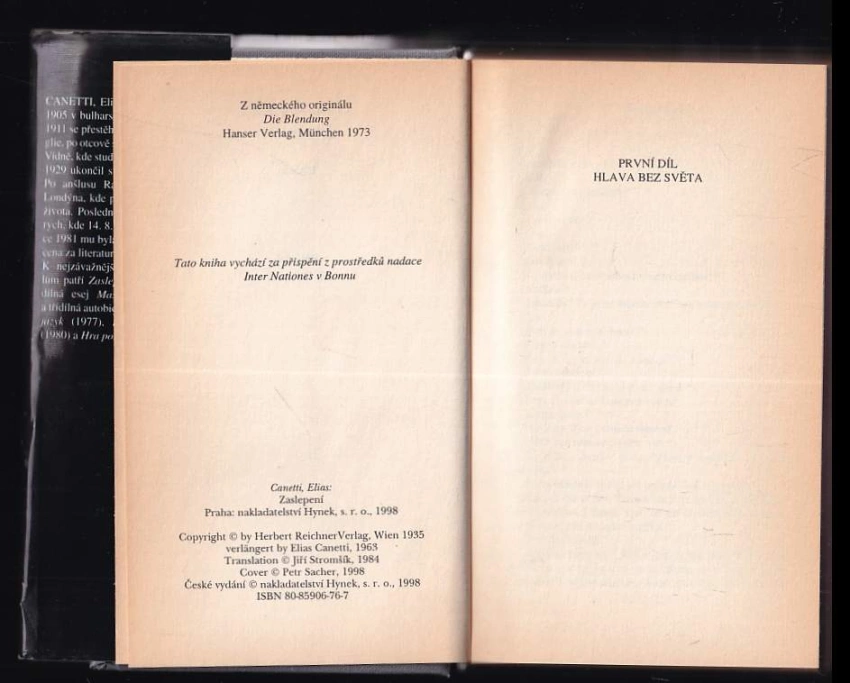 CANETTI, Eli
1905 v bulhars
1911 se přestěh
glie, po otcově
Vídně, kde stud
1929 ukončil s
Po anšlusu Ra
Londýna, kde p
života. Posledn
rych, kde 14. 8.
ce 1981 mu byl
cena za literatur
K nejzávažnějš
lům patří Zasle
dílná esej Ma
a třídílná autobi
jazyk (1977),
(1980) a Hra po
Z německého originálu
Die Blendung
Hanser Verlag, München 1973
Tato kniha vychází za přispění z prostředků nadace
Inter Nationes v Bonnu
Canetti, Elias:
Zaslepení
Praha: nakladatelství Hynek, s. r. o., 1998
Copyright © by Herbert ReichnerVerlag, Wien 1935
verlängert by Elias Canetti, 1963
Translation © Jiří Stromšík, 1984
Cover © Petr Sacher, 1998
České vydání © nakladatelství Hynek, s. r. o., 1998
ISBN 80-85906-76-7
PRVNÍ DÍL
HLAVA BEZ SVĚTA